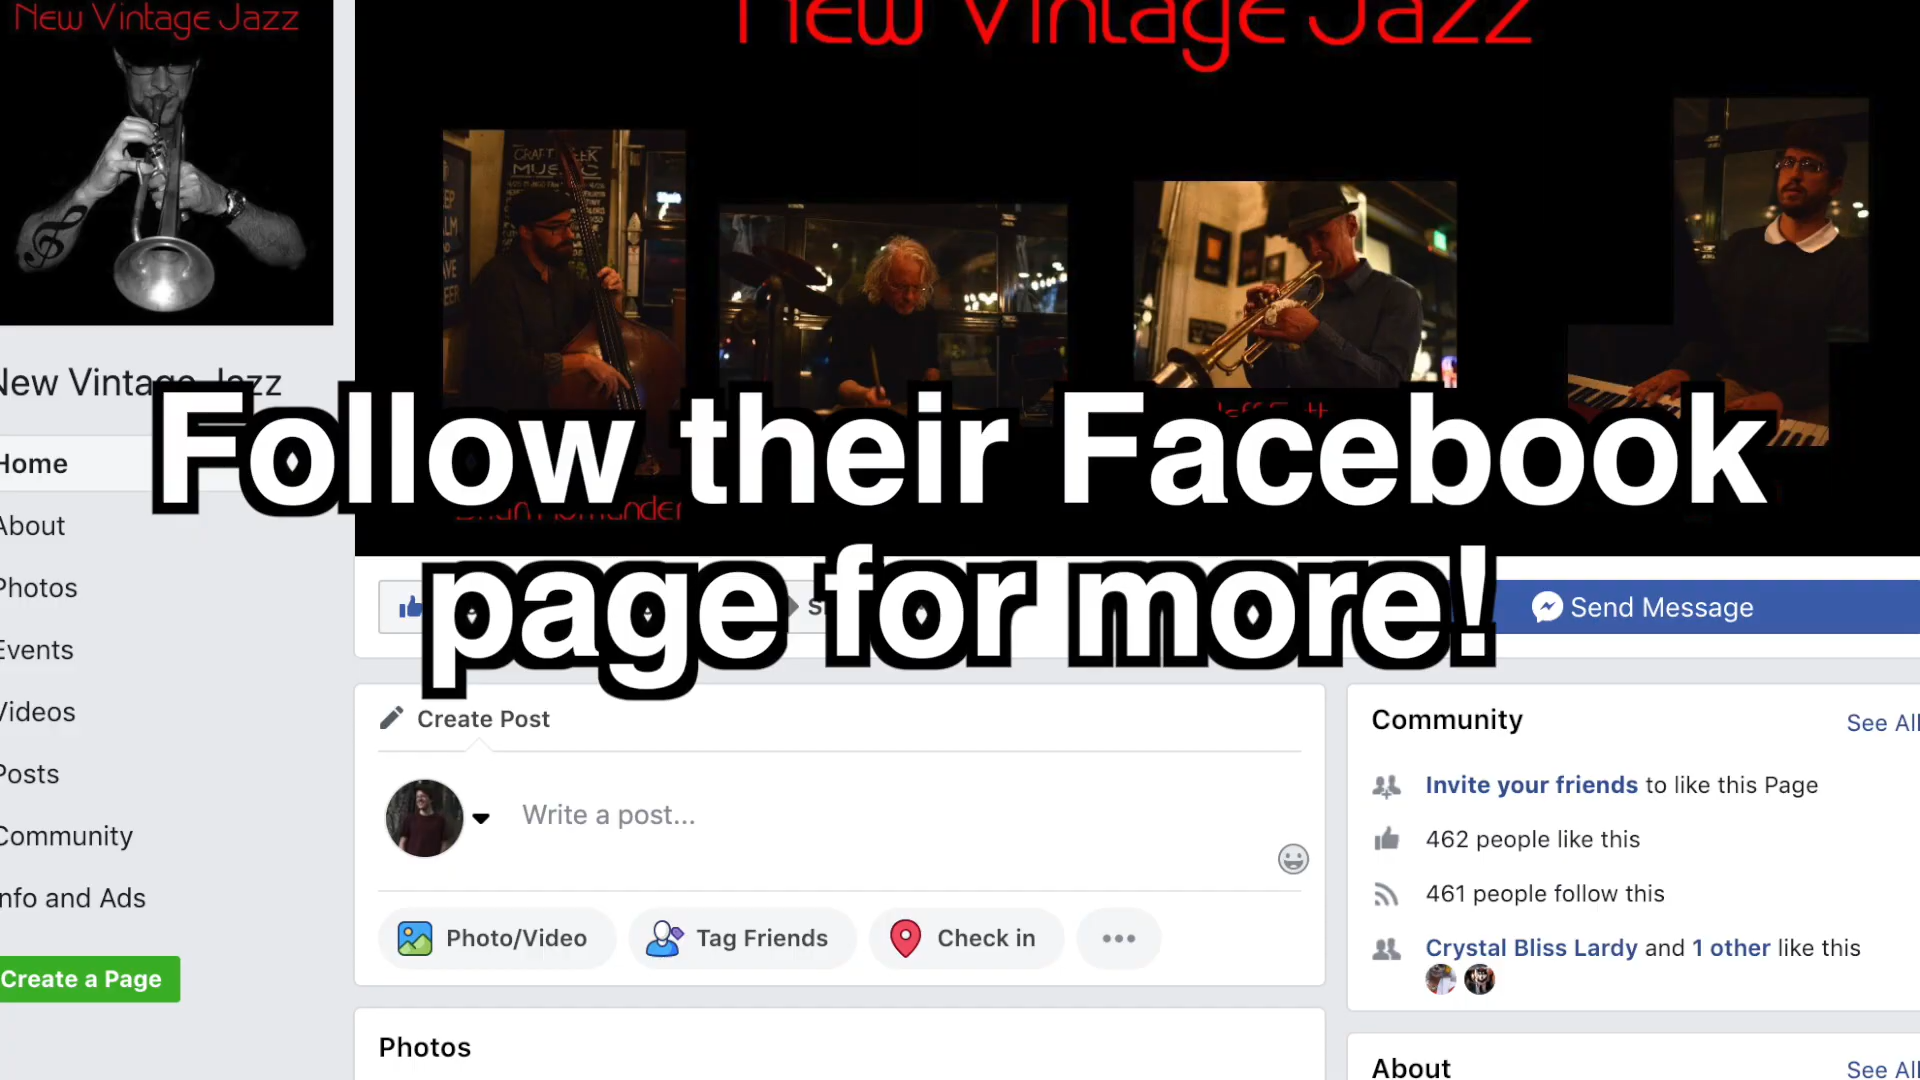 New Vintage Jazz
New Vintage Jazz
CRAFT
MUSIC
New Vintage Jazz
Follow their Facebook
page for more!
Home
About
Photos
Events
Videos
Posts
Community
Info and Ads
Create a Page
Send Message
Create Post
Write a post...
Photo/Video
Tag Friends
Check in
Photos
Community
See All
Invite your friends to like this Page
462 people like this
461 people follow this
Crystal Bliss Lardy and 1 other like this
About
See All